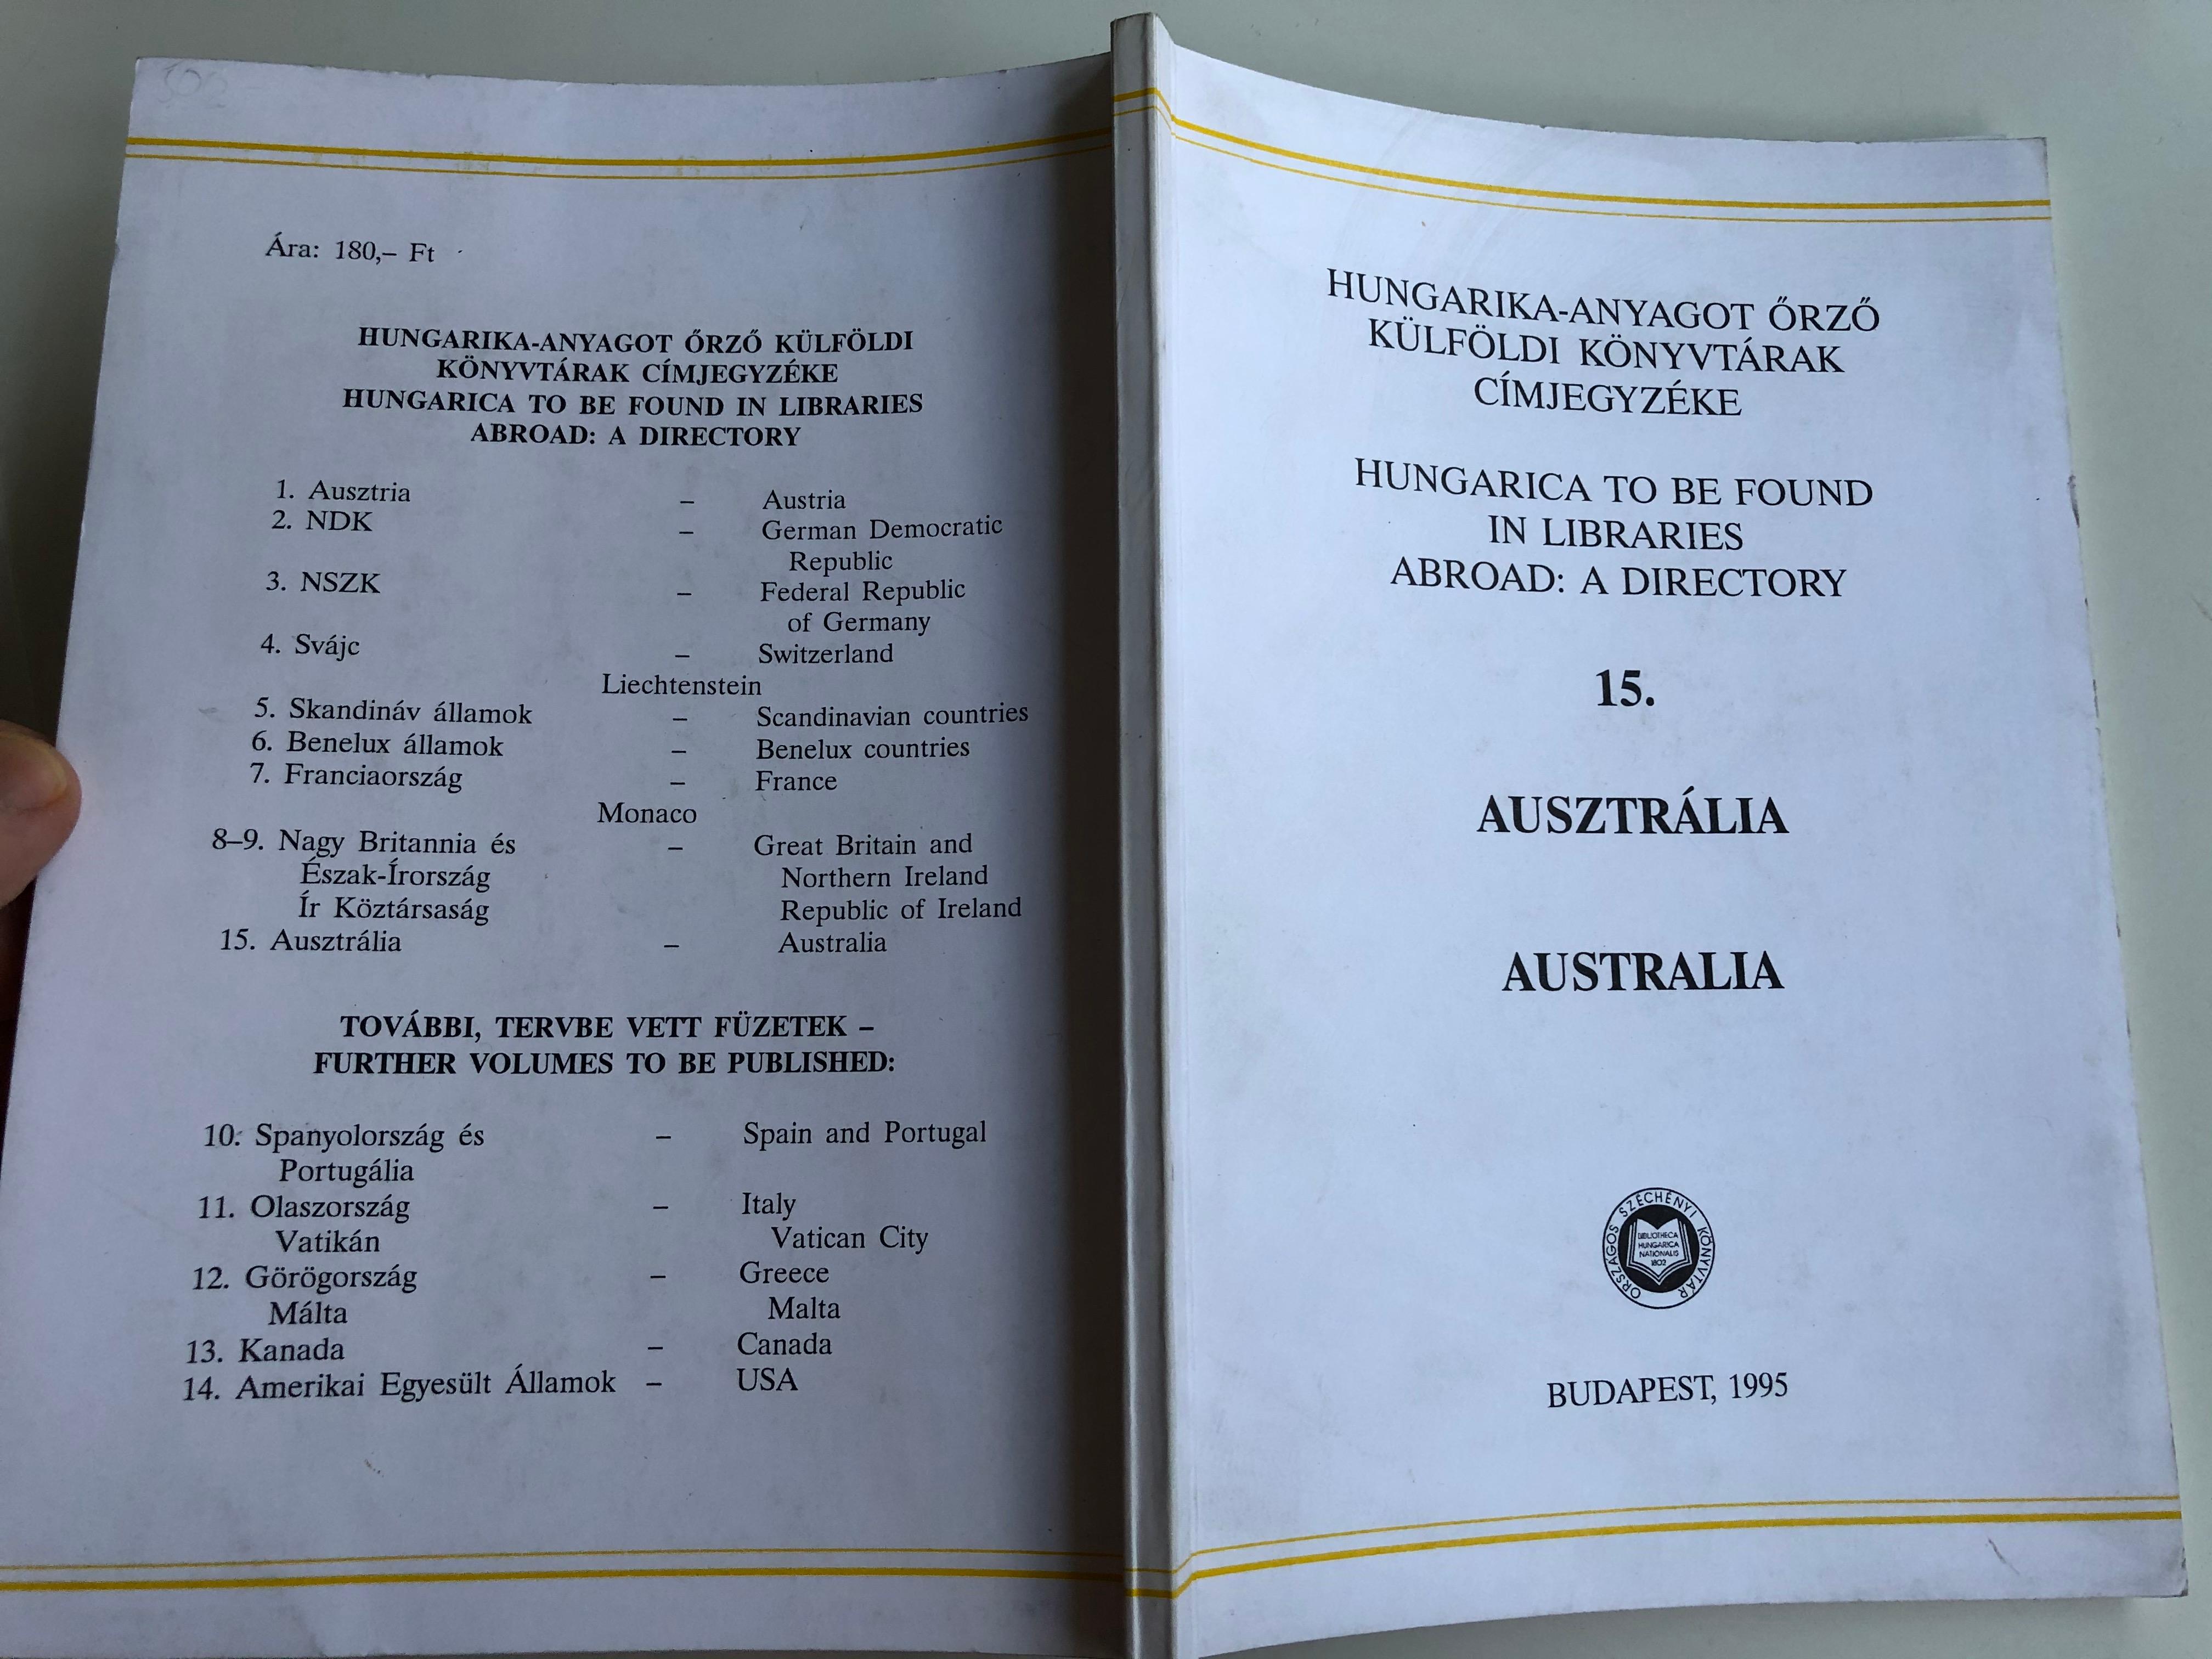 Ára: 180,– Ft
HUNGARIKA-ANYAGOT ŐRZŐ KÜLFÖLDI
KÖNYVTÁRAK CÍMJEGYZÉKE
HUNGARICA TO BE FOUND IN LIBRARIES
ABROAD: A DIRECTORY
1. Ausztria – Austria
2. NDK – German Democratic
Republic
3. NSZK – Federal Republic
of Germany
4. Svájc – Switzerland
Liechtenstein
5. Skandináv államok – Scandinavian countries
6. Benelux államok – Benelux countries
7. Franciaország – France
Monaco
8–9. Nagy Britannia és – Great Britain and
Észak-Írország Northern Ireland
Ír Köztársaság Republic of Ireland
15. Ausztrália – Australia
TOVÁBBI, TERVBE VETT FÜZETEK –
FURTHER VOLUMES TO BE PUBLISHED:
10. Spanyolország és – Spain and Portugal
Portugália
11. Olaszország – Italy
Vatikán Vatican City
12. Görögország – Greece
Málta Malta
13. Kanada – Canada
14. Amerikai Egyesült Államok – USA
HUNGARIKA-ANYAGOT ŐRZŐ
KÜLFÖLDI KÖNYVTÁRAK
CÍMJEGYZÉKE
HUNGARICA TO BE FOUND
IN LIBRARIES
ABROAD: A DIRECTORY
15.
AUSZTRÁLIA
AUSTRALIA
ORSZÁGOS SZÉCHÉNYI KÖNYVTÁR
BIBLIOTHECA
HUNGARICA
NATIONALIS
1802
BUDAPEST, 1995